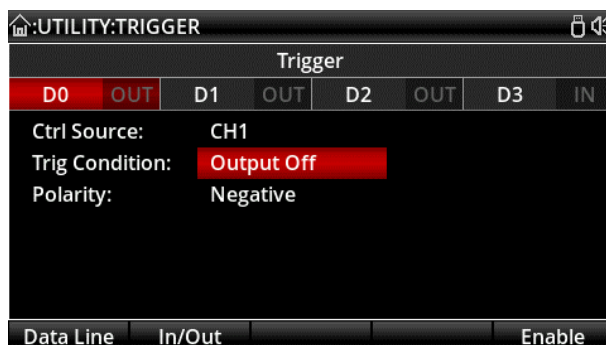 :UTILITY:TRIGGER
Trigger
D0 OUT D1 OUT D2 OUT D3 IN
Ctrl Source: CH1
Trig Condition: Output Off
Polarity: Negative
Data Line In/Out Enable